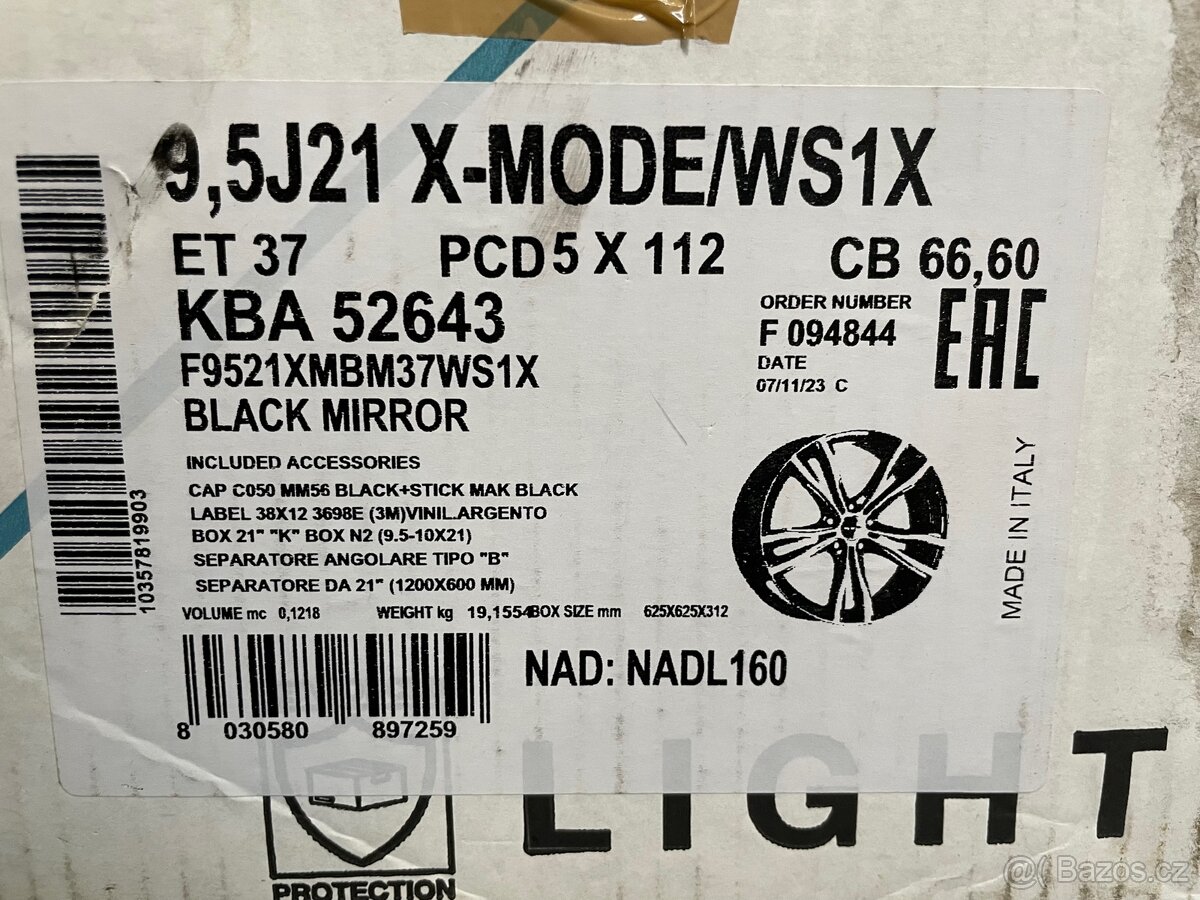 9,5J21 X-MODE/WS1X
ET 37 PCD 5 X 112 CB 66,60
KBA 52643
F9521XMBM37WS1X
BLACK MIRROR
ORDER NUMBER
F 094844
DATE
07/11/23 C
EAC
INCLUDED ACCESSORIES
CAP C050 MM56 BLACK+STICK MAK BLACK
LABEL 38X12 3698E (3M)VINIL.ARGENTO
BOX 21" "K" BOX N2 (9.5-10X21)
SEPARATORE ANGOLARE TIPO "B"
SEPARATORE DA 21" (1200X600 MM)
VOLUME mc 0,1218 WEIGHT kg 19,1554 BOX SIZE mm 625X625X312
MADE IN ITALY
10357819903
8 030580 897259
NAD: NADL160
LIGHT
PROTECTION
@( Bazoš.cz